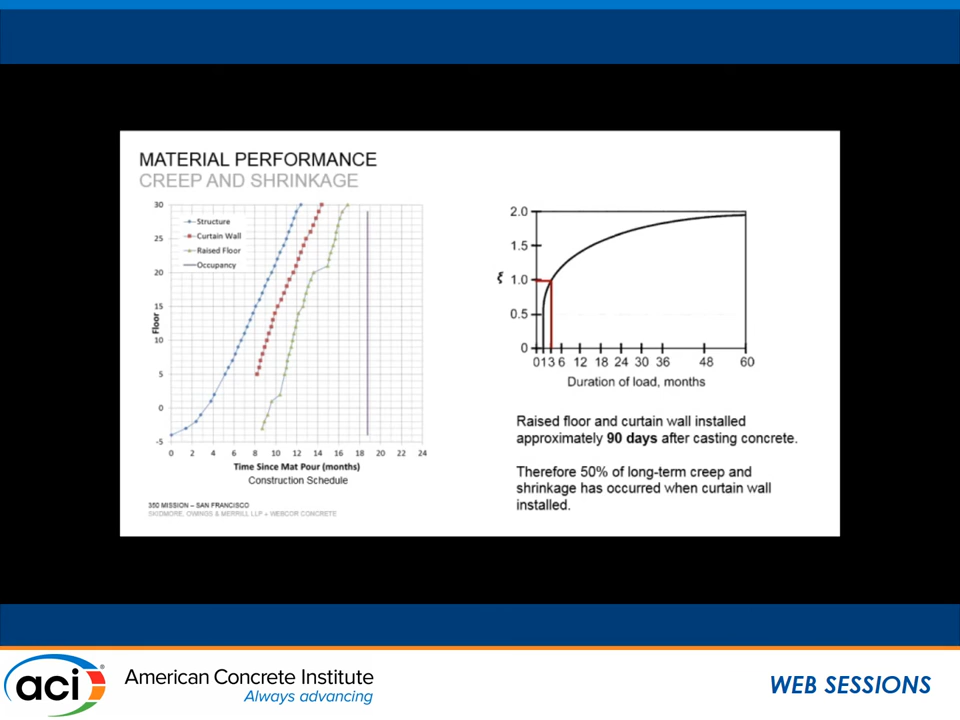 MATERIAL PERFORMANCE
CREEP AND SHRINKAGE
30
25
20
15
10
5
0
-5
Floor
Structure
Curtain Wall
Raised Floor
Occupancy
0 2 4 6 8 10 12 14 16 18 20 22 24
Time Since Mat Pour (months)
Construction Schedule
350 MISSION – SAN FRANCISCO
SKIDMORE, OWINGS & MERRILL LLP + WEBCOR CONCRETE
2.0
1.5
ξ 1.0
0.5
0
0 1 3 6 12 18 24 30 36 48 60
Duration of load, months
Raised floor and curtain wall installed
approximately 90 days after casting concrete.
Therefore 50% of long-term creep and
shrinkage has occurred when curtain wall
installed.
aci®
American Concrete Institute
Always advancing
WEB SESSIONS